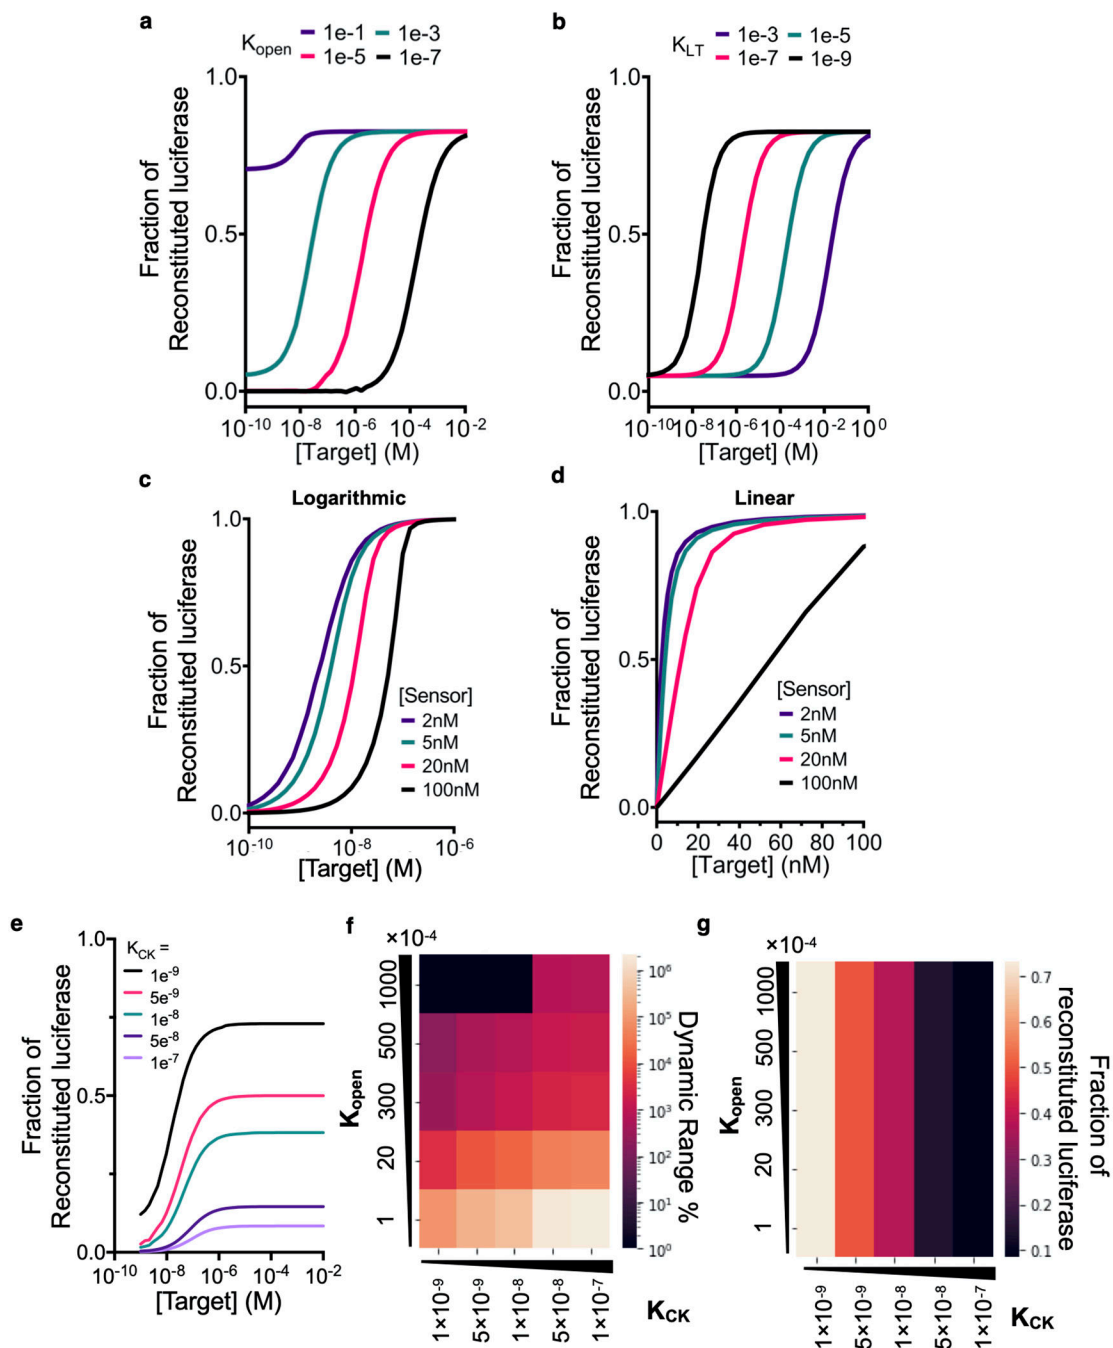 a
K_open 1e-1 1e-3
1e-5 1e-7
Fraction of
Reconstituted luciferase
1.0
0.5
0.0
10^-10 10^-8 10^-6 10^-4 10^-2
[Target] (M)
b
K_LT 1e-3 1e-5
1e-7 1e-9
Fraction of
Reconstituted luciferase
1.0
0.5
0.0
10^-10 10^-8 10^-6 10^-4 10^-2 10^0
[Target] (M)
c
Logarithmic
Fraction of
Reconstituted luciferase
1.0
0.5
0.0
[Sensor]
2nM
5nM
20nM
100nM
10^-10 10^-8 10^-6
[Target] (M)
d
Linear
Fraction of
Reconstituted luciferase
1.0
0.5
0.0
[Sensor]
2nM
5nM
20nM
100nM
0 20 40 60 80 100
[Target] (nM)
e
K_CK =
1e^-9
5e^-9
1e^-8
5e^-8
1e^-7
Fraction of
Reconstituted luciferase
1.0
0.5
0.0
10^-10 10^-8 10^-6 10^-4 10^-2
[Target] (M)
f
×10^-4
K_open
1000
500
300
20
1
10^6
10^5
10^4
10^3
10^2
10^1
10^0
Dynamic Range %
1×10^-9
5×10^-9
1×10^-8
5×10^-8
1×10^-7
K_CK
g
×10^-4
K_open
1000
500
300
20
1
0.7
0.6
0.5
0.4
0.3
0.2
0.1
Fraction of
reconstituted luciferase
1×10^-9
5×10^-9
1×10^-8
5×10^-8
1×10^-7
K_CK